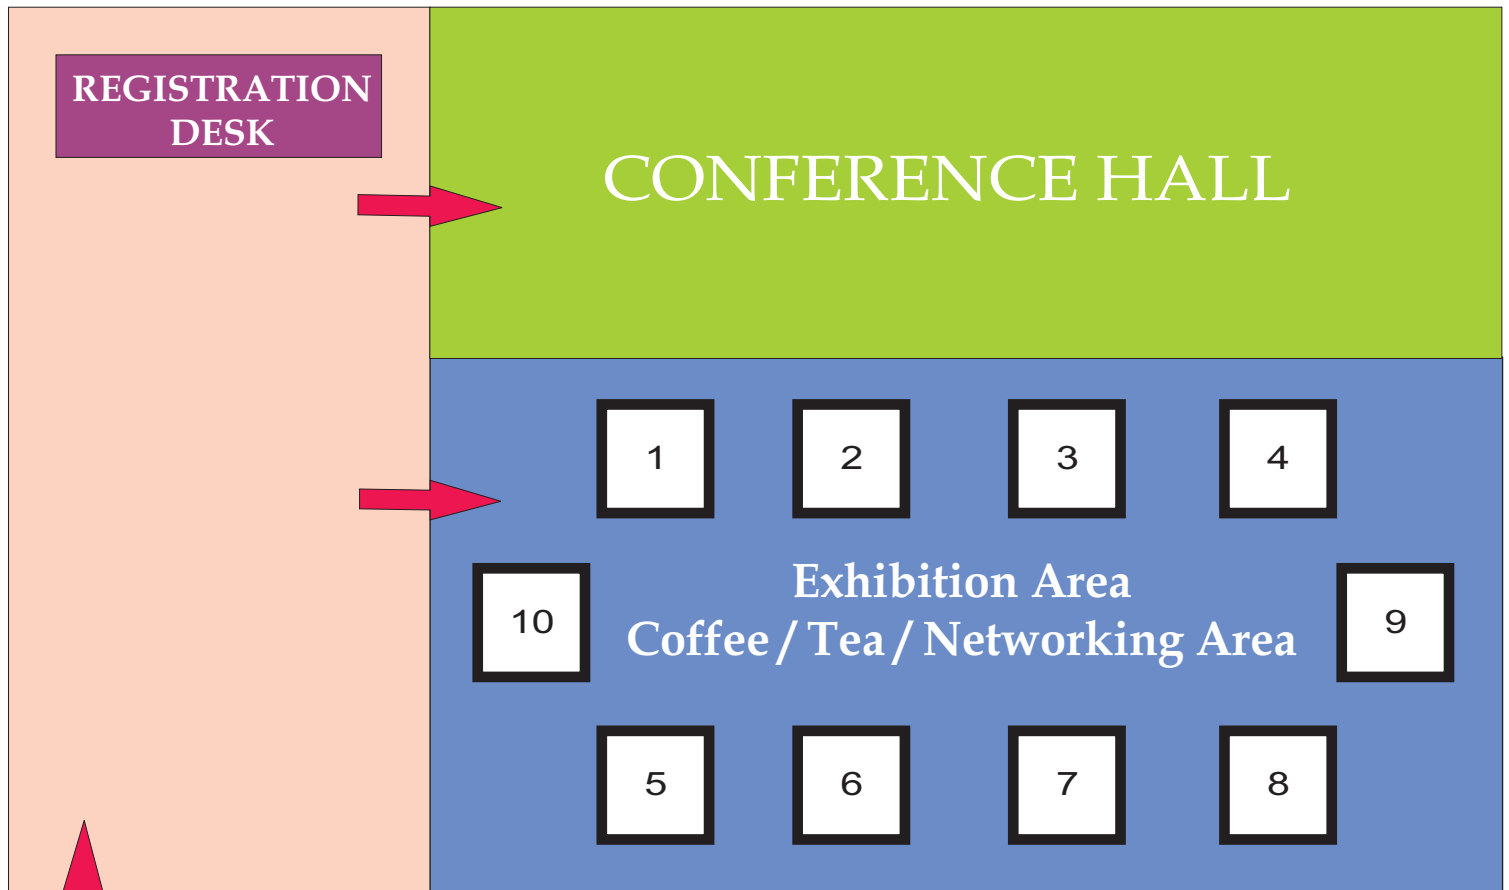 REGISTRATION
DESK
CONFERENCE HALL
1 2 3 4
Exhibition Area
10 9
Coffee / Tea / Networking Area
5 6 7 8